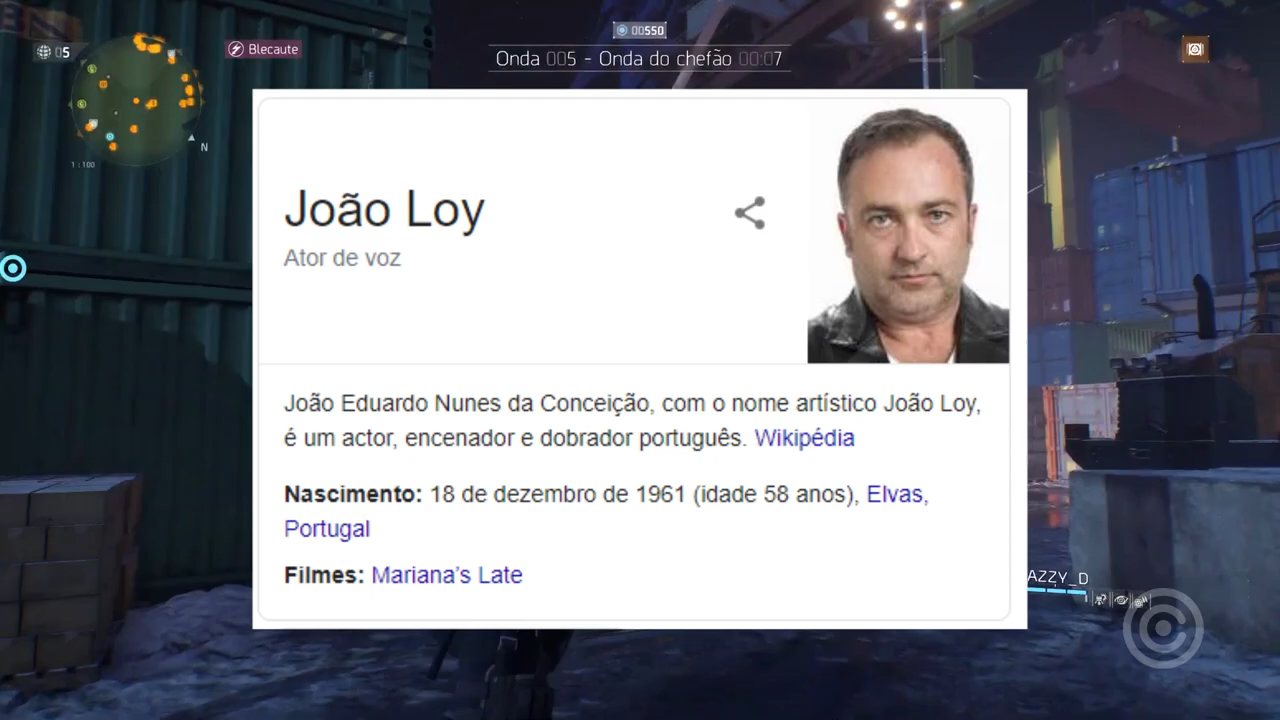 05
Blecaute
00550
Onda 005 - Onda do chefão 00:07
N
1 : 100
João Loy
Ator de voz
João Eduardo Nunes da Conceição, com o nome artístico João Loy,
é um actor, encenador e dobrador português. Wikipédia
Nascimento: 18 de dezembro de 1961 (idade 58 anos), Elvas,
Portugal
Filmes: Mariana's Late
AZZY_D